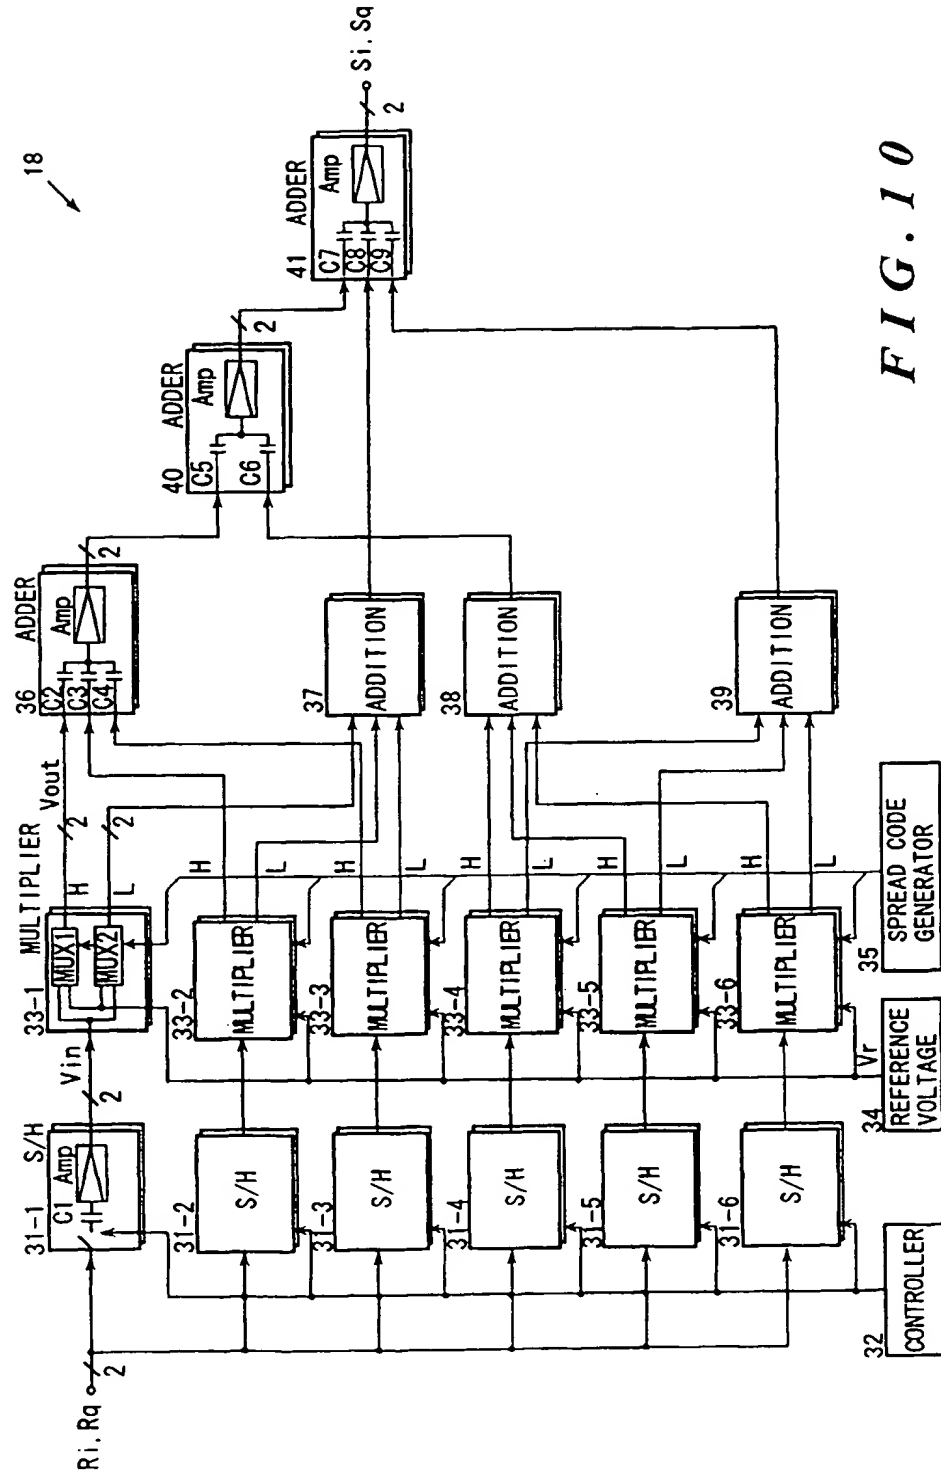 18
Ri, Rq
2
31-1
S/H
C1
Amp
Vin
2
33-1
MULTIPLIER
MUX1
MUX2
H
L
Vout
2
2
36
ADDER
C2
C3
C4
Amp
2
40
ADDER
C5
C6
Amp
2
41
ADDER
C7
C8
C9
Amp
Si, Sq
2
31-2
S/H
33-2
MULTIPLIER
H
L
37
ADDITION
31-3
S/H
33-3
MULTIPLIER
H
L
31-4
S/H
33-4
MULTIPLIER
H
L
38
ADDITION
31-5
S/H
33-5
MULTIPLIER
H
L
31-6
S/H
33-6
MULTIPLIER
H
L
39
ADDITION
Vr
32
CONTROLLER
34
REFERENCE
VOLTAGE
35
SPREAD CODE
GENERATOR
FIG. 10